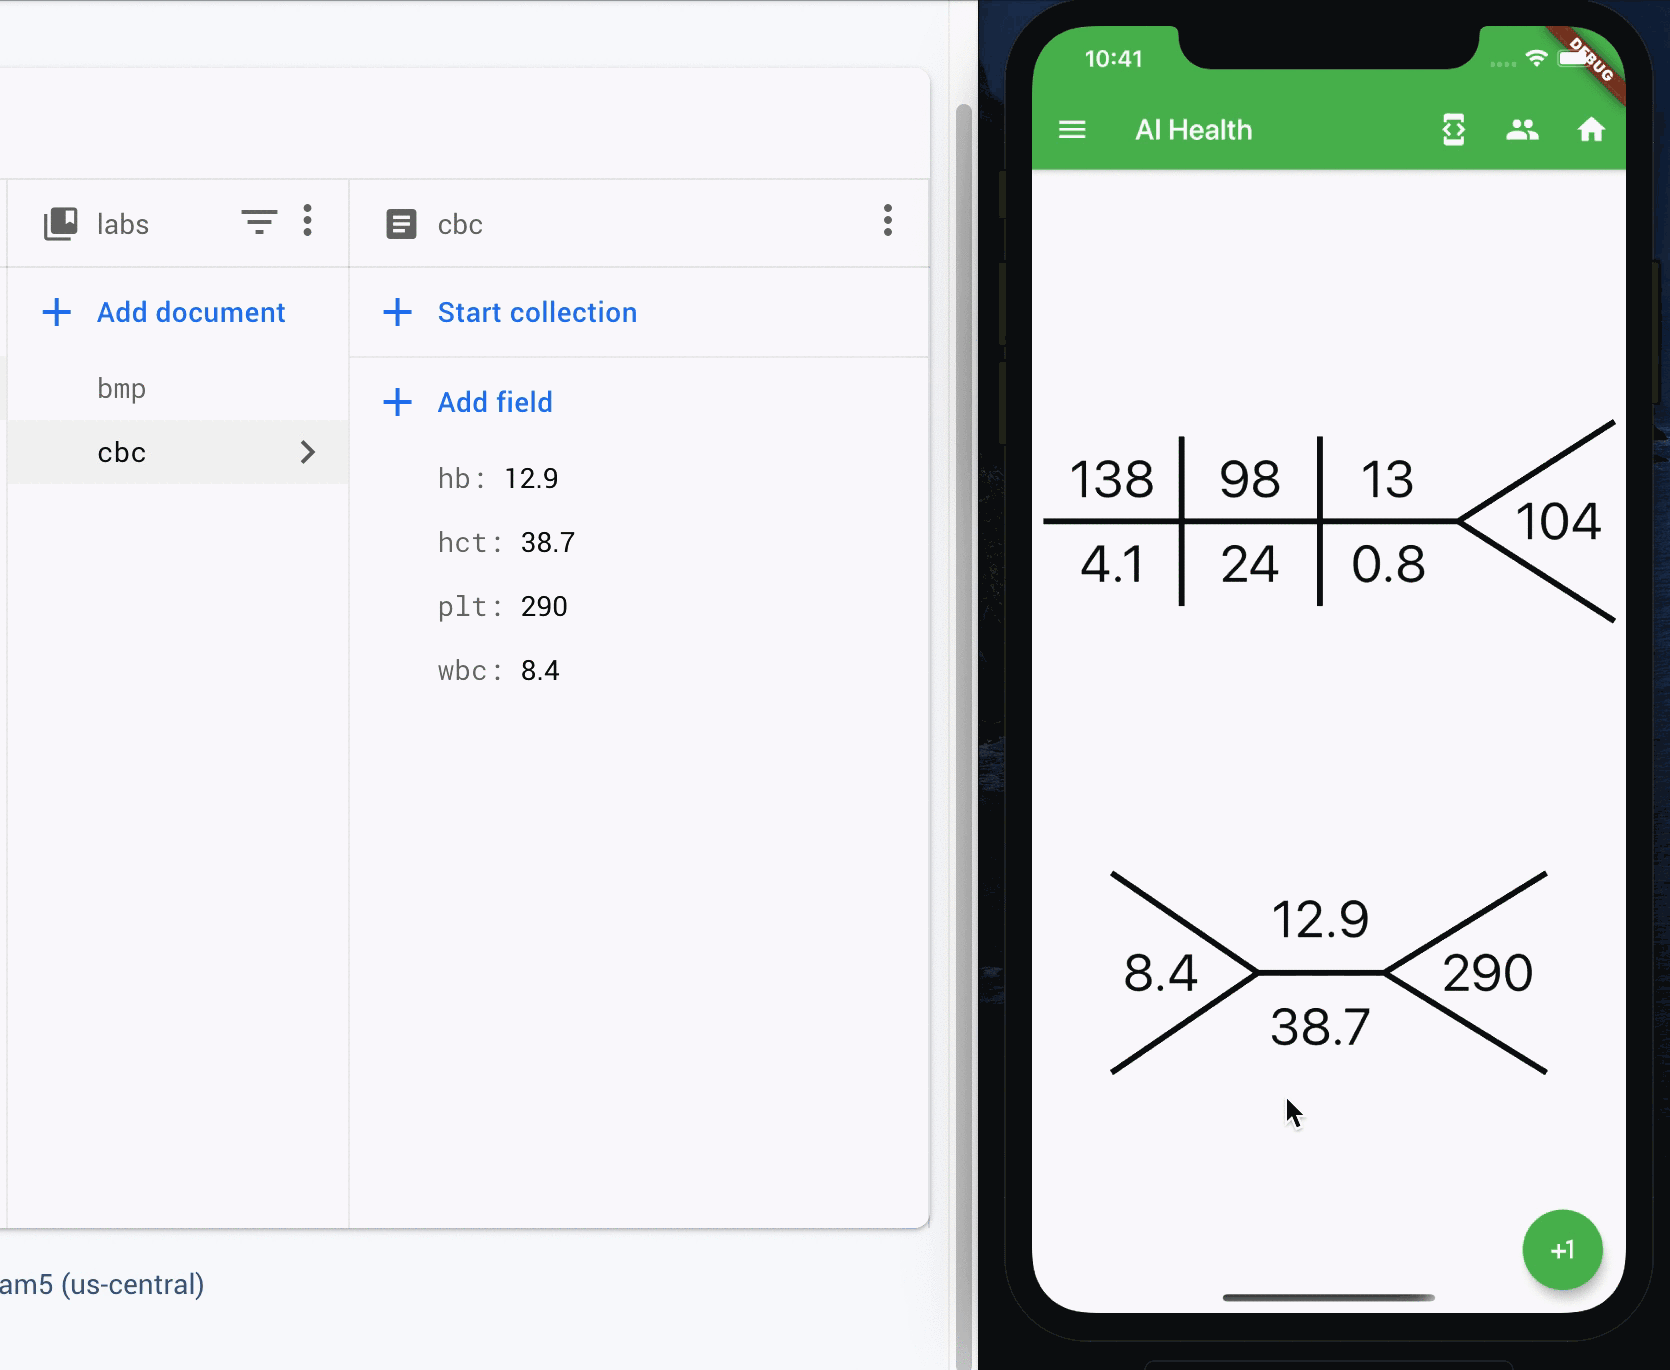 labs
cbc
Add document
Start collection
bmp
cbc
Add field
hb: 12.9
hct: 38.7
plt: 290
wbc: 8.4
am5 (us-central)
10:41
DEBUG
AI Health
138 98 13
104
4.1 24 0.8
12.9
8.4 290
38.7
+1